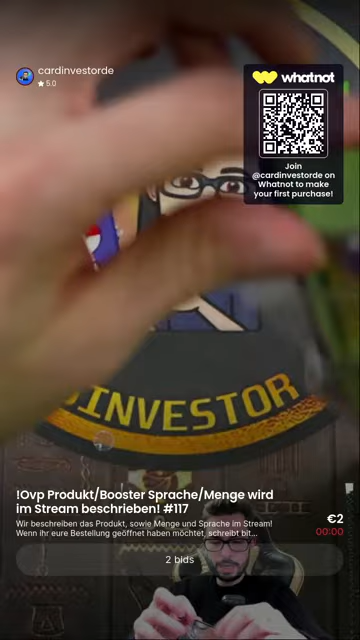 cardinvestorde
★ 5.0
whatnot
Join
@cardinvestorde on
Whatnot to make
your first purchase!
INVESTOR
!Ovp Produkt/Booster Sprache/Menge wird
im Stream beschrieben! #117
Wir beschreiben das Produkt, sowie Menge und Sprache im Stream!
Wenn ihr eure Bestellung geöffnet haben möchtet, schreibt bit...
€2
00:00
2 bids